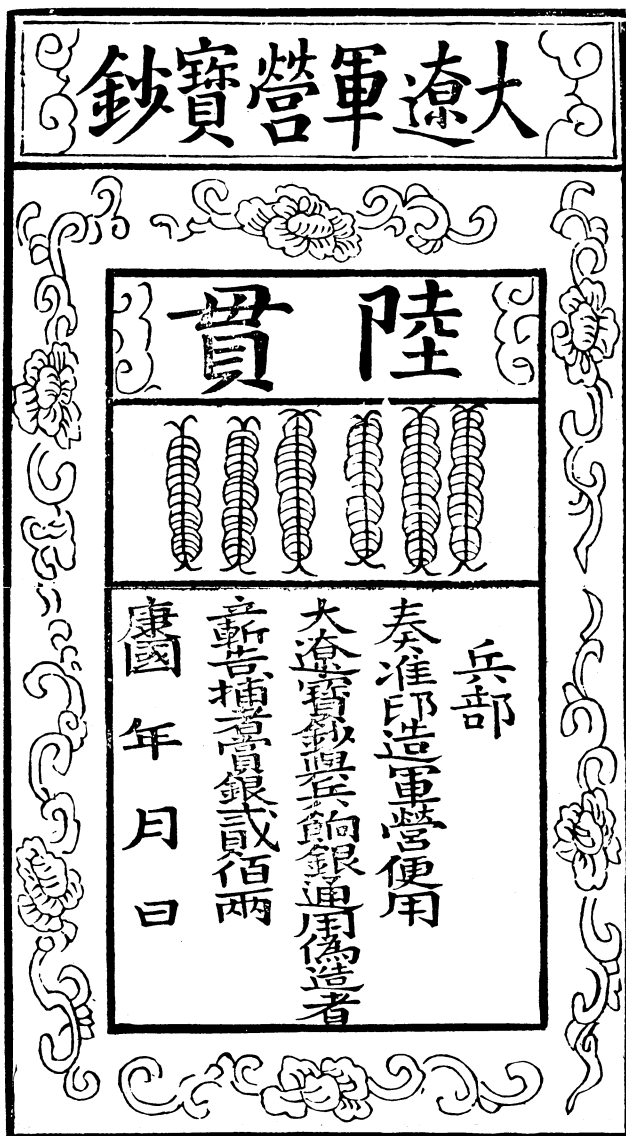 大遼軍營寶鈔
陸貫
兵部
奏准印造軍營便用
大遼寶鈔與兵餉銀通用偽造者
立斬告捕者賞銀貳佰兩
康國 年 月 日